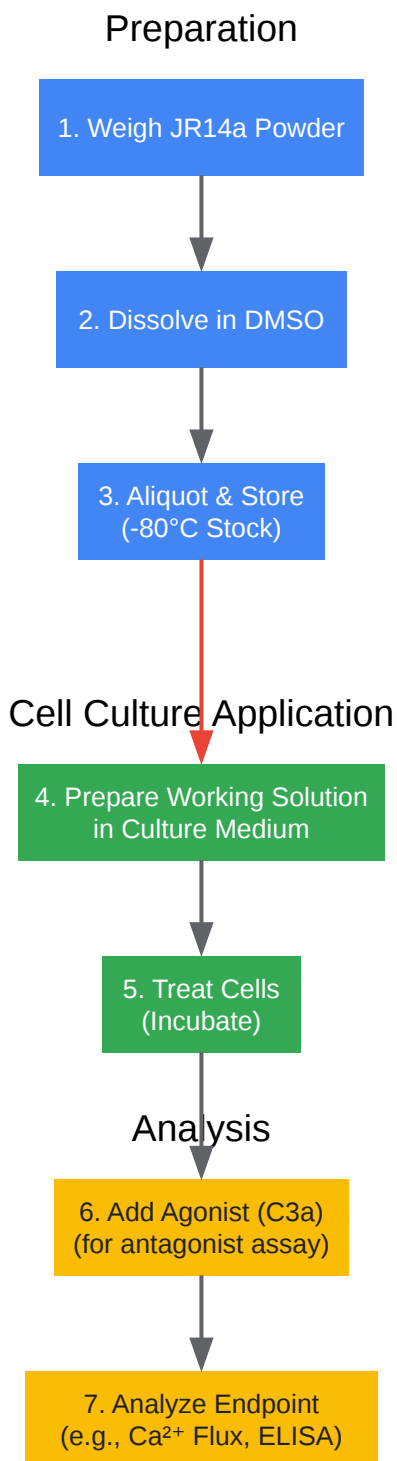 Preparation
1. Weigh JR14a Powder
2. Dissolve in DMSO
3. Aliquot & Store
(-80°C Stock)
Cell Culture Application
4. Prepare Working Solution
in Culture Medium
5. Treat Cells
(Incubate)
Analysis
6. Add Agonist (C3a)
(for antagonist assay)
7. Analyze Endpoint
(e.g., Ca²⁺ Flux, ELISA)